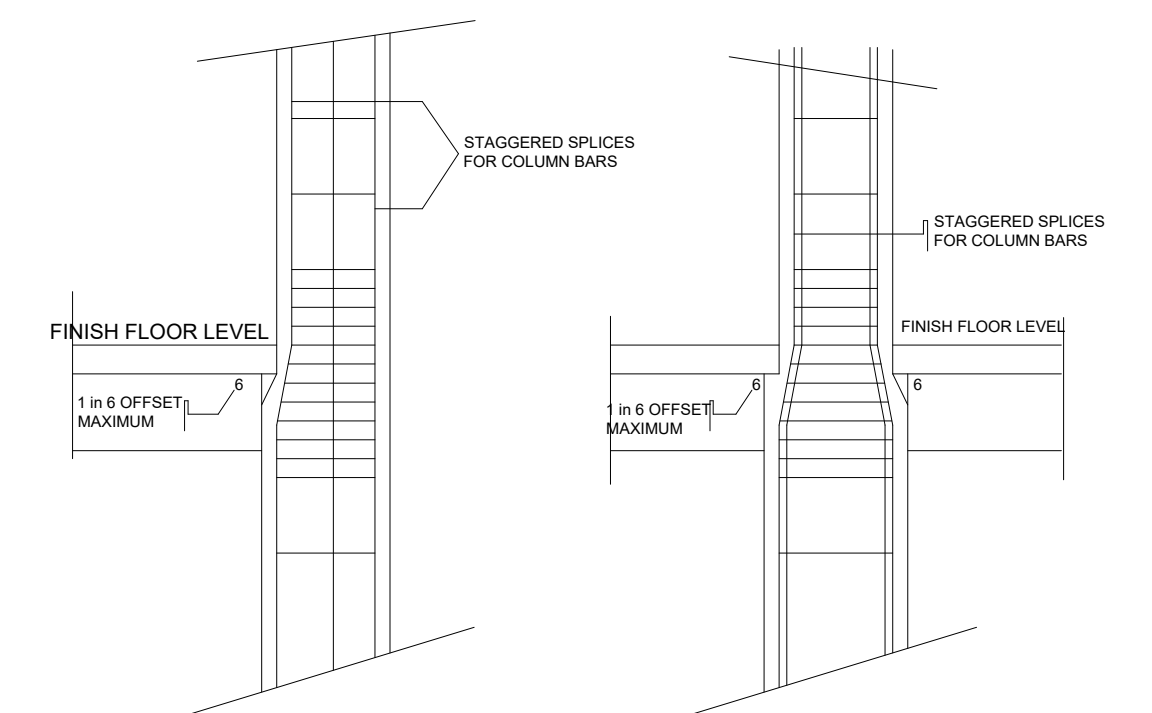 STAGGERED SPLICES
FOR COLUMN BARS
FINISH FLOOR LEVEL
6
1 in 6 OFFSET
MAXIMUM
STAGGERED SPLICES
FOR COLUMN BARS
FINISH FLOOR LEVEL
6
6
1 in 6 OFFSET
MAXIMUM